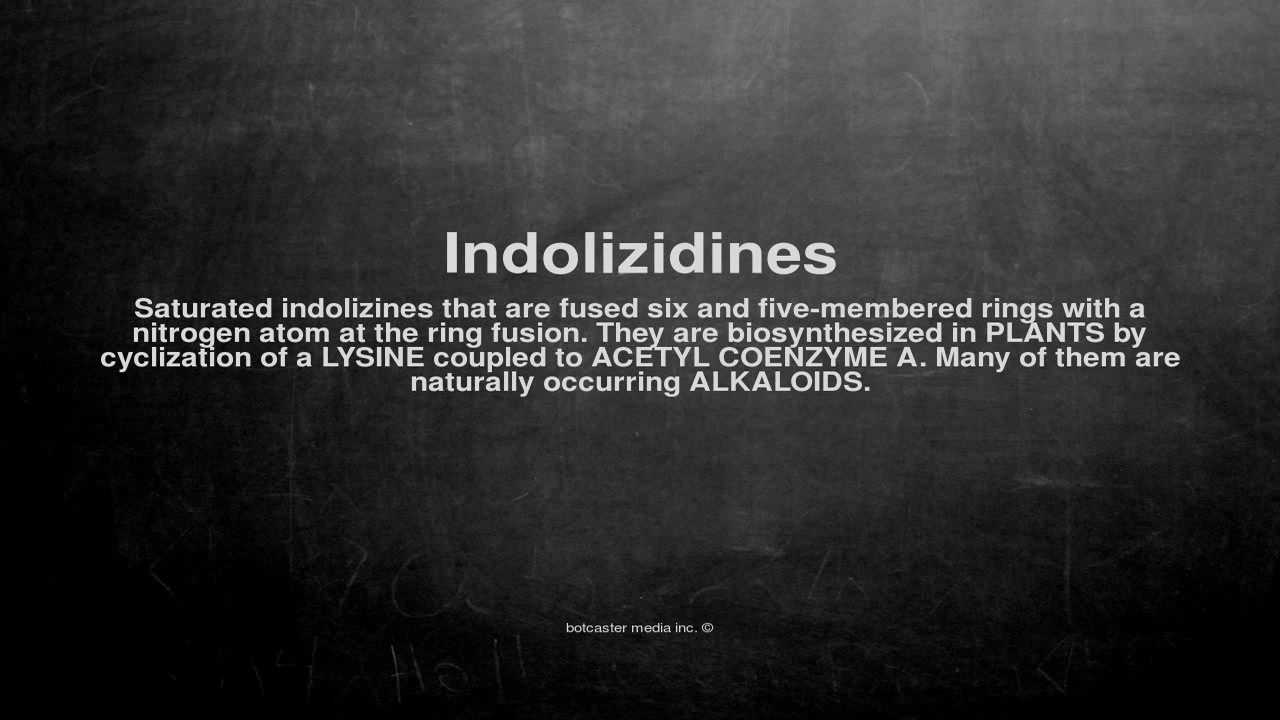 Indolizidines
Saturated indolizines that are fused six and five-membered rings with a
nitrogen atom at the ring fusion. They are biosynthesized in PLANTS by
cyclization of a LYSINE coupled to ACETYL COENZYME A. Many of them are
naturally occurring ALKALOIDS.
botcaster media inc. ©